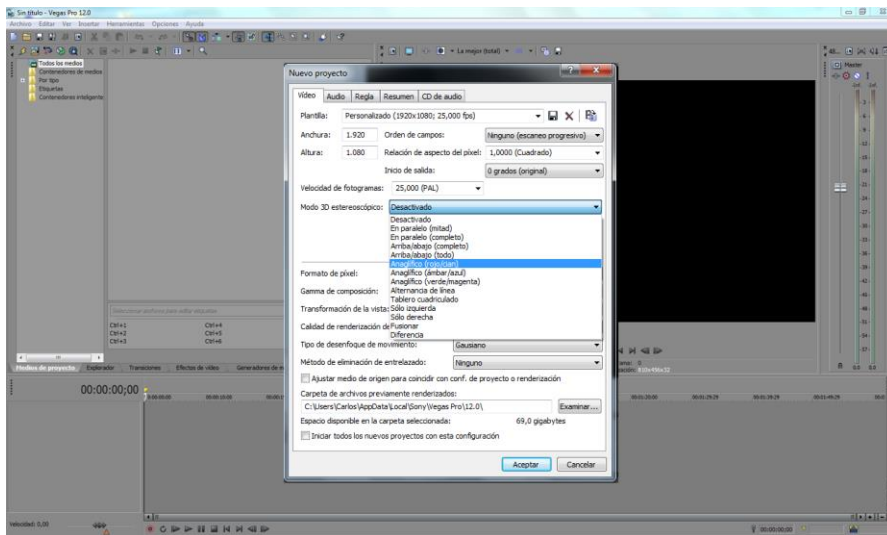 Sin título - Vegas Pro 12.0
Archivo Editar Ver Insertar Herramientas Opciones Ayuda
La mejor (total)
Todos los medios
Contenedores de medios
Por tipo
Etiquetas
Contenedores inteligente
Master
Nuevo proyecto
Vídeo Audio Regla Resumen CD de audio
Plantilla: Personalizado (1920x1080; 25,000 fps)
Anchura: 1.920 Orden de campos: Ninguno (escaneo progresivo)
Altura: 1.080 Relación de aspecto del píxel: 1,0000 (Cuadrado)
Inicio de salida: 0 grados (original)
Velocidad de fotogramas: 25,000 (PAL)
Modo 3D estereoscópico: Desactivado
Desactivado
En paralelo (mitad)
En paralelo (completo)
Arriba/abajo (completo)
Arriba/abajo (todo)
Anaglífico (rojo/cian)
Anaglífico (ámbar/azul)
Formato de píxel:
Anaglífico (verde/magenta)
Gamma de composición: Alternancia de línea
Tablero cuadriculado
Transformación de la vista: Sólo izquierda
Sólo derecha
Calidad de renderización de Fusionar
Diferencia
Tipo de desenfoque de movimiento: Gausiano
Método de eliminación de entrelazado: Ninguno
Ajustar medio de origen para coincidir con conf. de proyecto o renderización
Carpeta de archivos previamente renderizados:
C:\Users\Carlos\AppData\Local\Sony\Vegas Pro\12.0\ Examinar...
Espacio disponible en la carpeta seleccionada: 69,0 gigabytes
Iniciar todos los nuevos proyectos con esta configuración
Aceptar Cancelar
Ctrl+1 Ctrl+4
Ctrl+2 Ctrl+5
Ctrl+3 Ctrl+6
Medios de proyecto Explorador Transiciones Efectos de vídeo Generadores de m
00:00:00;00
Velocidad: 0,00